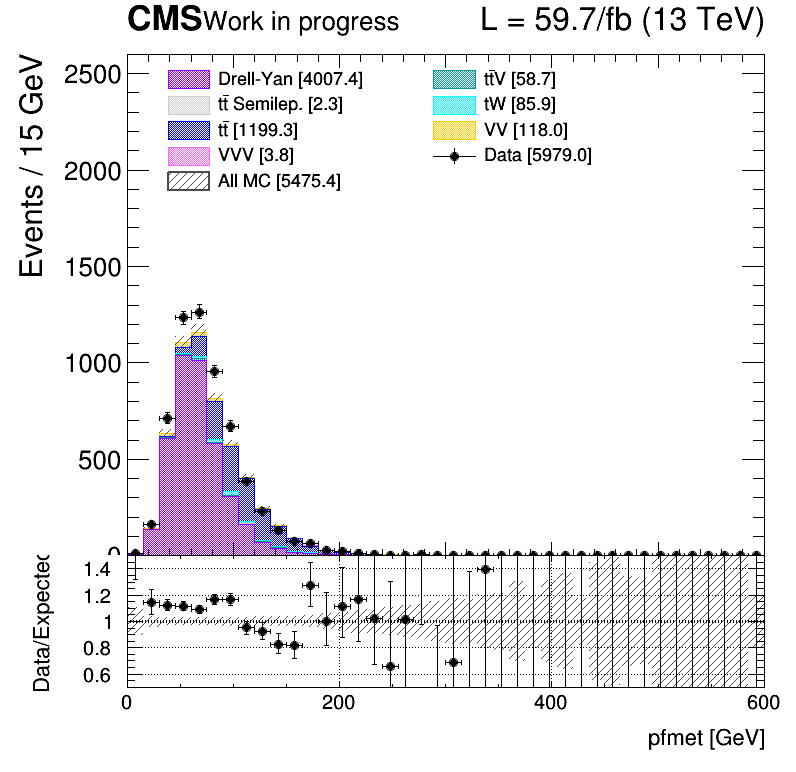 CMS Work in progress L = 59.7/fb (13 TeV)
Events / 15 GeV
2500
2000
1500
1000
500
0
Drell-Yan [4007.4]
tt̄ Semilep. [2.3]
tt̄ [1199.3]
VVV [3.8]
All MC [5475.4]
tt̄V [58.7]
tW [85.9]
VV [118.0]
Data [5979.0]
Data/Expected
1.4
1.2
1
0.8
0.6
0 200 400 600
pfmet [GeV]